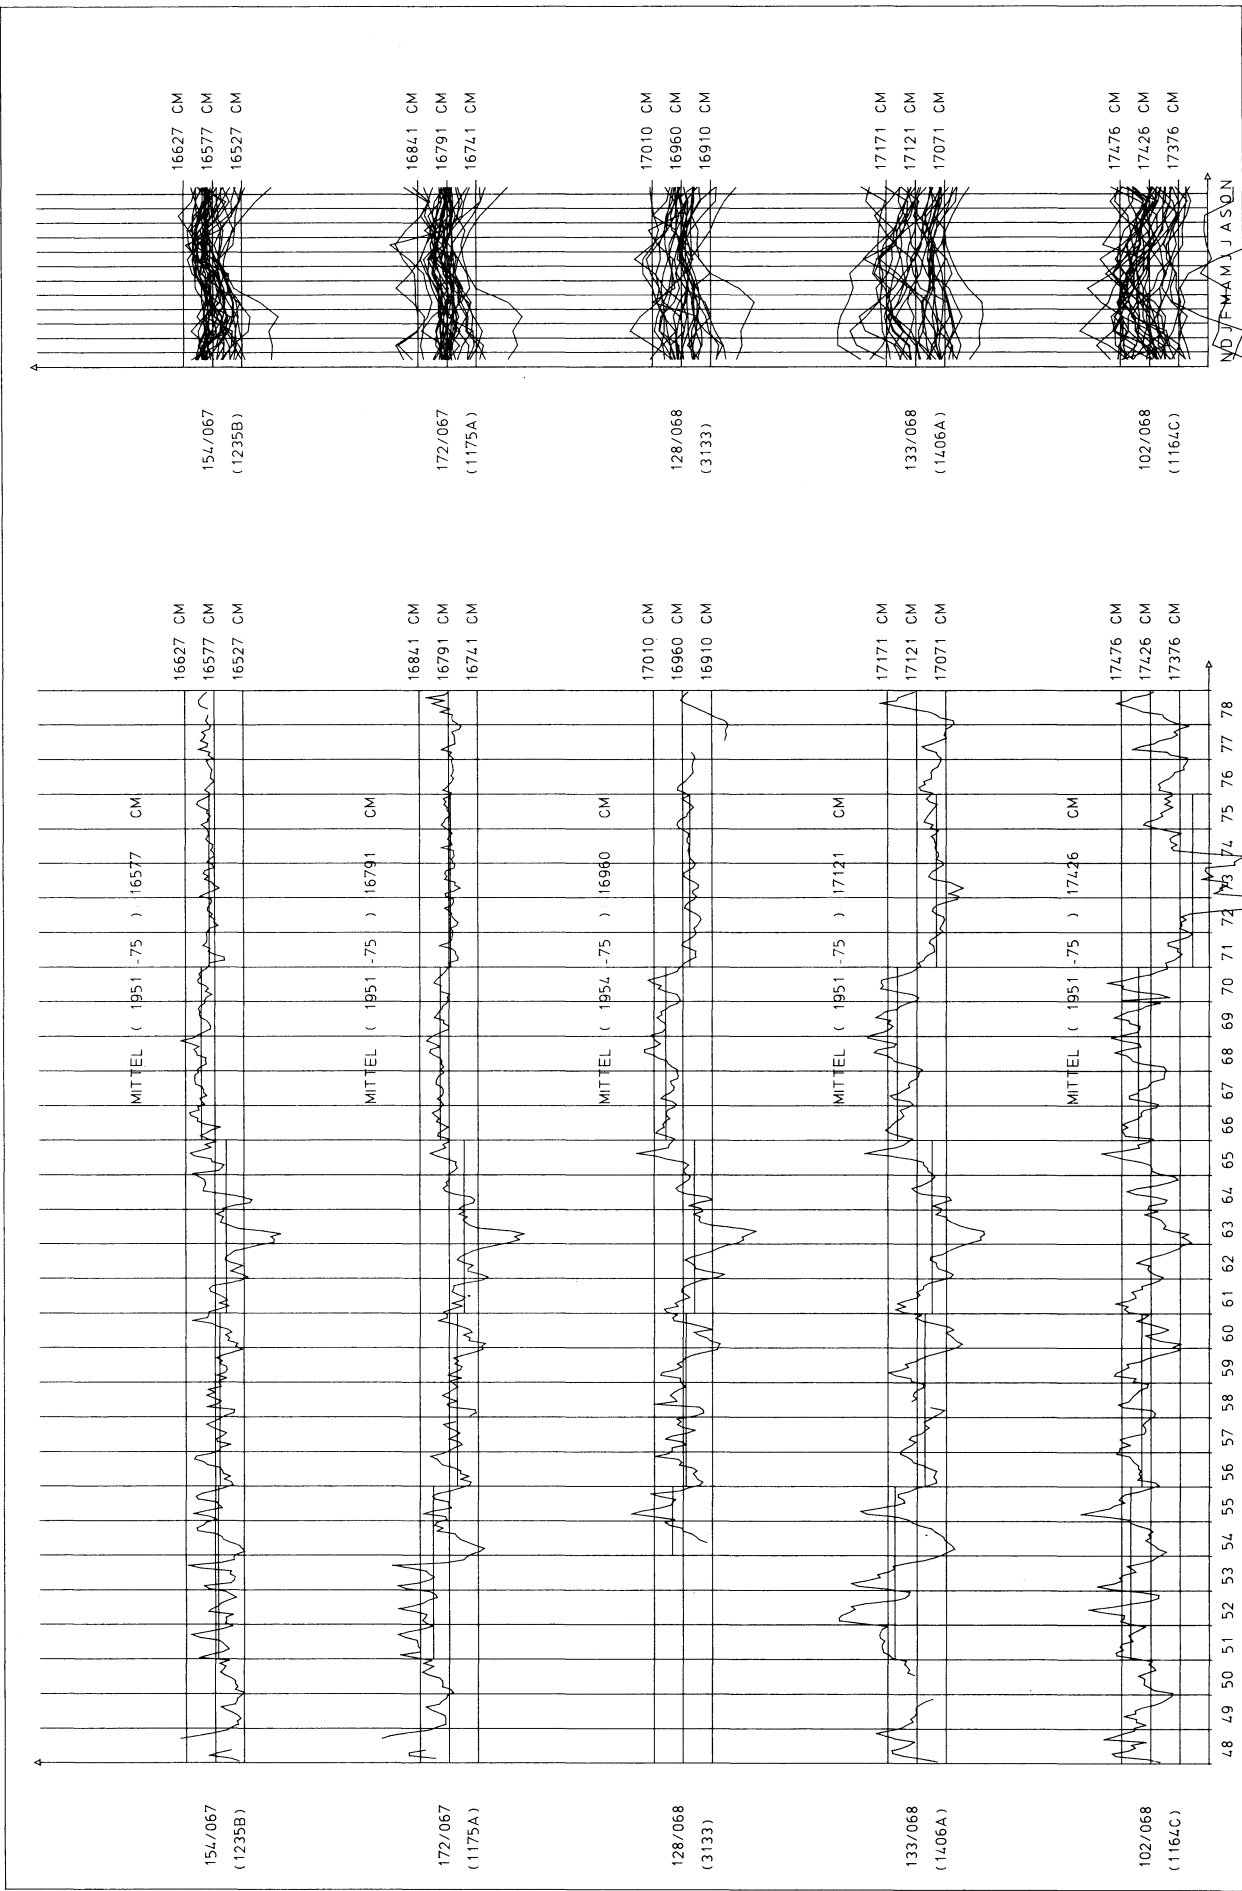 154/067
(1235B)
16627 CM
16577 CM
16527 CM
MITTEL ( 1951 -75 ) 16577 CM
172/067
(1175A)
16841 CM
16791 CM
16741 CM
MITTEL ( 1951 -75 ) 16791 CM
128/068
(3133)
17010 CM
16960 CM
16910 CM
MITTEL ( 1954 -75 ) 16960 CM
133/068
(1406A)
17171 CM
17121 CM
17071 CM
MITTEL ( 1951 -75 ) 17121 CM
102/068
(1164C)
17476 CM
17426 CM
17376 CM
MITTEL ( 1951 -75 ) 17426 CM
48 49 50 51 52 53 54 55 56 57 58 59 60 61 62 63 64 65 66 67 68 69 70 71 72 73 74 75 76 77 78
154/067
(1235B)
16627 CM
16577 CM
16527 CM
172/067
(1175A)
16841 CM
16791 CM
16741 CM
128/068
(3133)
17010 CM
16960 CM
16910 CM
133/068
(1406A)
17171 CM
17121 CM
17071 CM
102/068
(1164C)
17476 CM
17426 CM
17376 CM
N D J F M A M J J A S O N